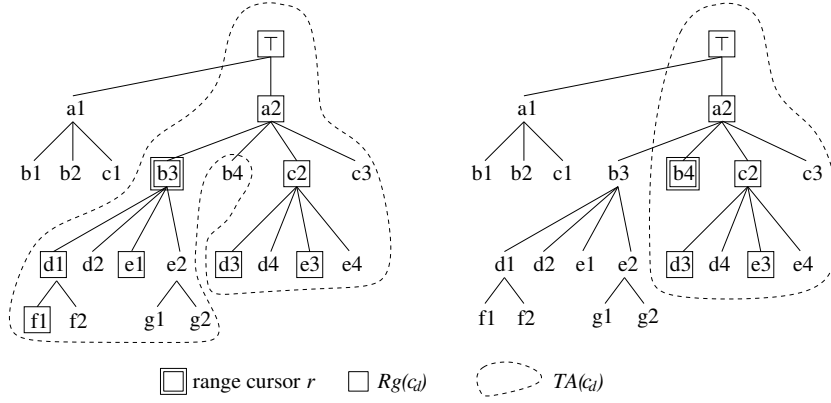 ⊤ ⊤
a1 a2 a1 a2
b1 b2 c1 b3 b4 c2 c3 b1 b2 c1 b3 b4 c2 c3
d1 d2 e1 e2 d3 d4 e3 e4 d1 d2 e1 e2 d3 d4 e3 e4
f1 f2 g1 g2 f1 f2 g1 g2
range cursor r Rg(c_d) TA(c_d)